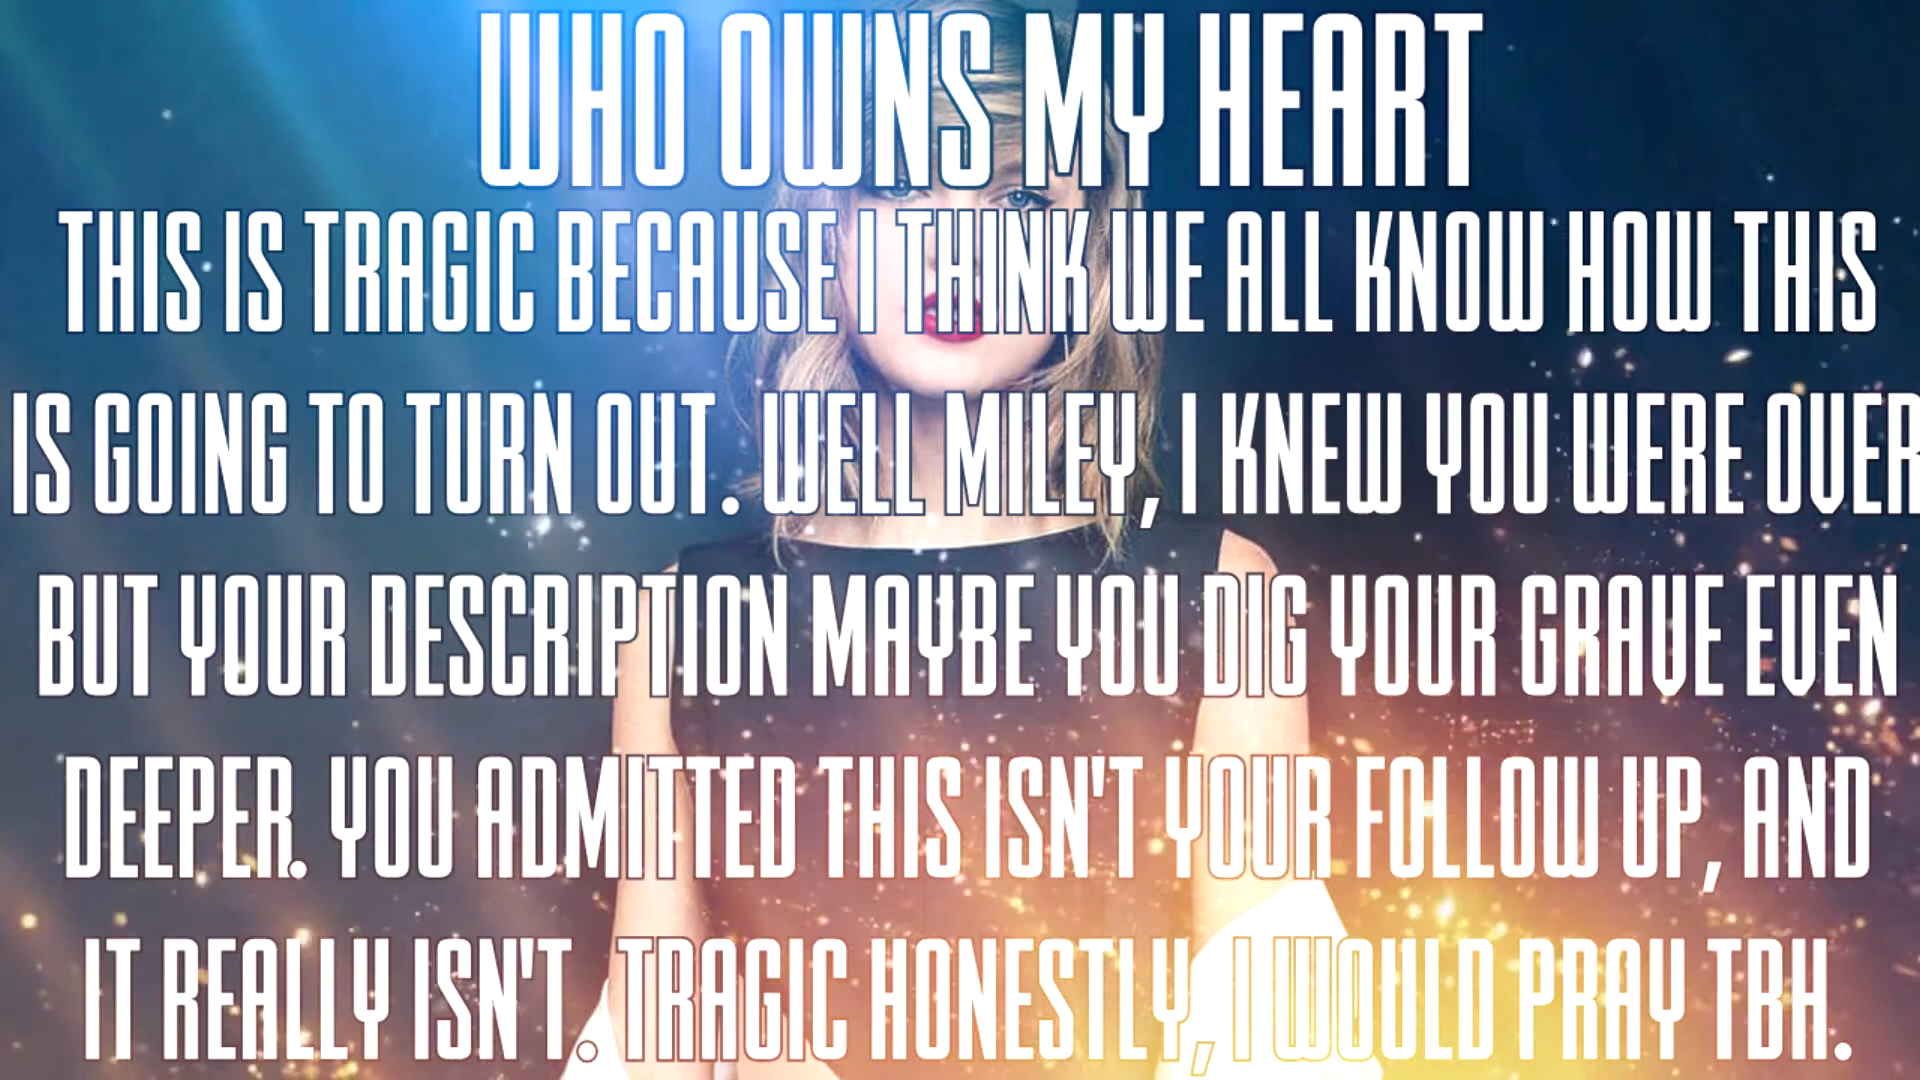 WHO OWNS MY HEART
THIS IS TRAGIC BECAUSE I THINK WE ALL KNOW HOW THIS
IS GOING TO TURN OUT. WELL MILEY, I KNEW YOU WERE OVER
BUT YOUR DESCRIPTION MAYBE YOU DIG YOUR GRAVE EVEN
DEEPER. YOU ADMITTED THIS ISN'T YOUR FOLLOW UP, AND
IT REALLY ISN'T. TRAGIC HONESTLY, I WOULD PRAY TBH.